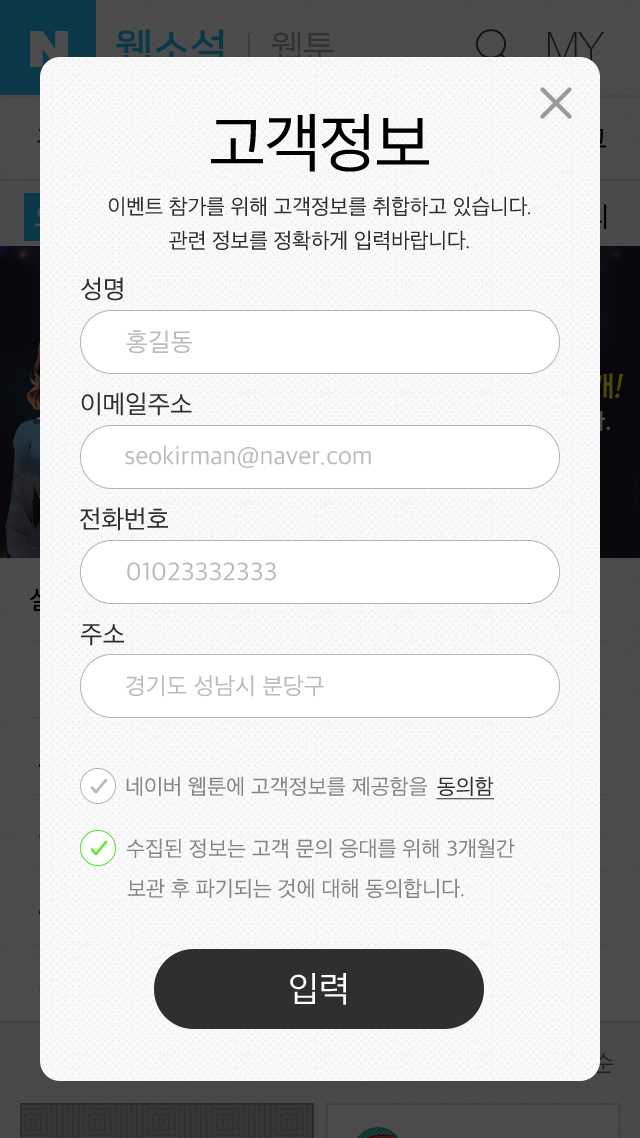 웹소설 | 웹툰
MY
고객정보
이벤트 참가를 위해 고객정보를 취합하고 있습니다.
관련 정보를 정확하게 입력바랍니다.
성명
홍길동
이메일주소
seokirman@naver.com
전화번호
01023332333
주소
경기도 성남시 분당구
네이버 웹툰에 고객정보를 제공함을 동의함
수집된 정보는 고객 문의 응대를 위해 3개월간
보관 후 파기되는 것에 대해 동의합니다.
입력